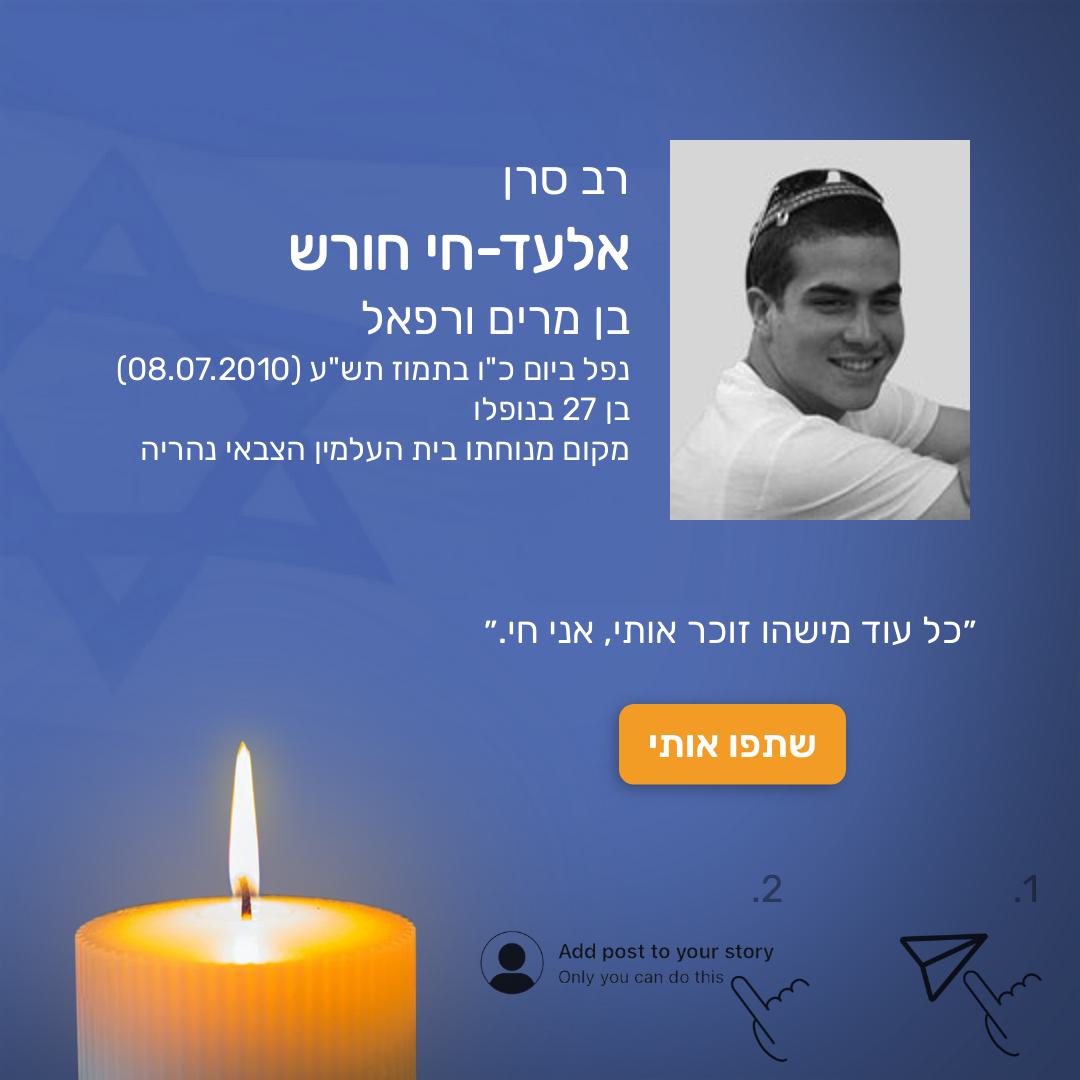 רב סרן
אלעד-חי חורש
בן מרים ורפאל
נפל ביום כ"ו בתמוז תש"ע (08.07.2010)
בן 27 בנופלו
מקום מנוחתו בית העלמין הצבאי נהריה
״כל עוד מישהו זוכר אותי, אני חי.״
שתפו אותי
1.
2.
Add post to your story
Only you can do this